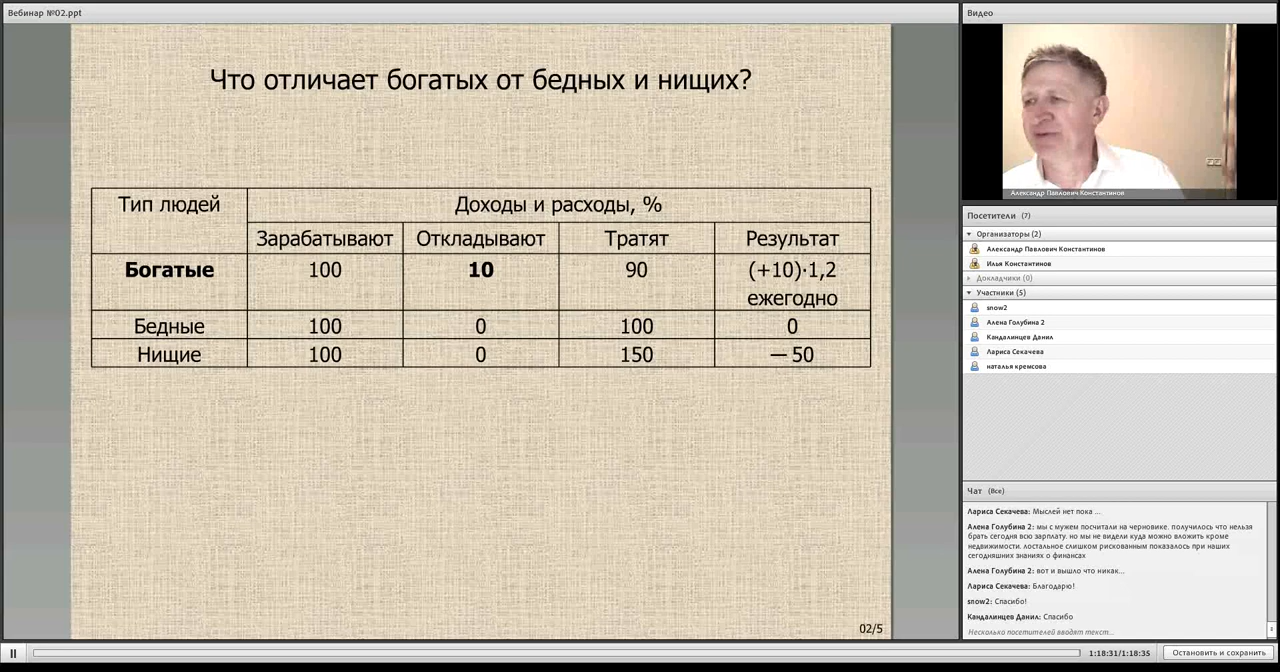 Вебинар №02.ppt
Что отличает богатых от бедных и нищих?
Тип людей Доходы и расходы, %
Зарабатывают Откладывают Тратят Результат
Богатые 100 10 90 (+10)·1,2
ежегодно
Бедные 100 0 100 0
Нищие 100 0 150 — 50
02/5
Видео
Александр Павлович Константинов
Посетители (7)
Организаторы (2)
Александр Павлович Константинов
Илья Константинов
Докладчики (0)
Участники (5)
snow2
Алена Голубина 2
Кандалинцев Данил
Лариса Секачева
наталья кремсова
Чат (Все)
Лариса Секачева: Мыслей нет пока ...
Алена Голубина 2: мы с мужем посчитали на черновике. получилось что нельзя
брать сегодня всю зарплату. но мы не видели куда можно вложить кроме
недвижимости. лостальное слишком рискованным показалось при наших
сегодняшних знаниях о финансах
Алена Голубина 2: вот и вышло что никак...
Лариса Секачева: Благодарю!
snow2: Спасибо!
Кандалинцев Данил: Спасибо
Несколько посетителей вводят текст...
1:18:31/1:18:35
Остановить и сохранить